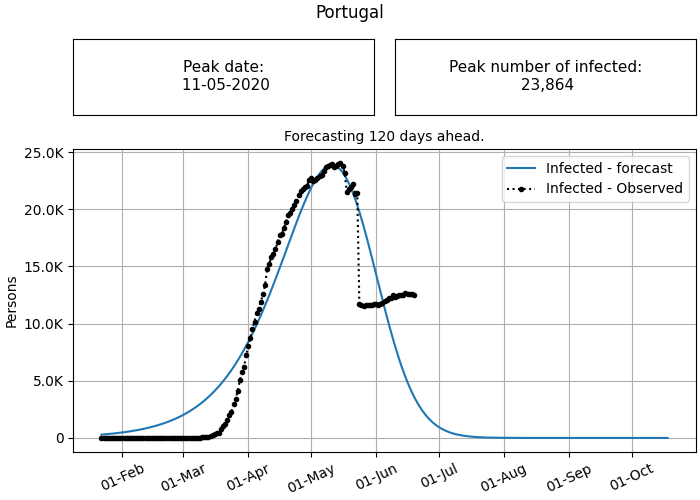 Portugal
Peak date:
11-05-2020
Peak number of infected:
23,864
Forecasting 120 days ahead.
25.0K
20.0K
15.0K
10.0K
5.0K
0
Persons
Infected - forecast
Infected - Observed
01-Feb
01-Mar
01-Apr
01-May
01-Jun
01-Jul
01-Aug
01-Sep
01-Oct